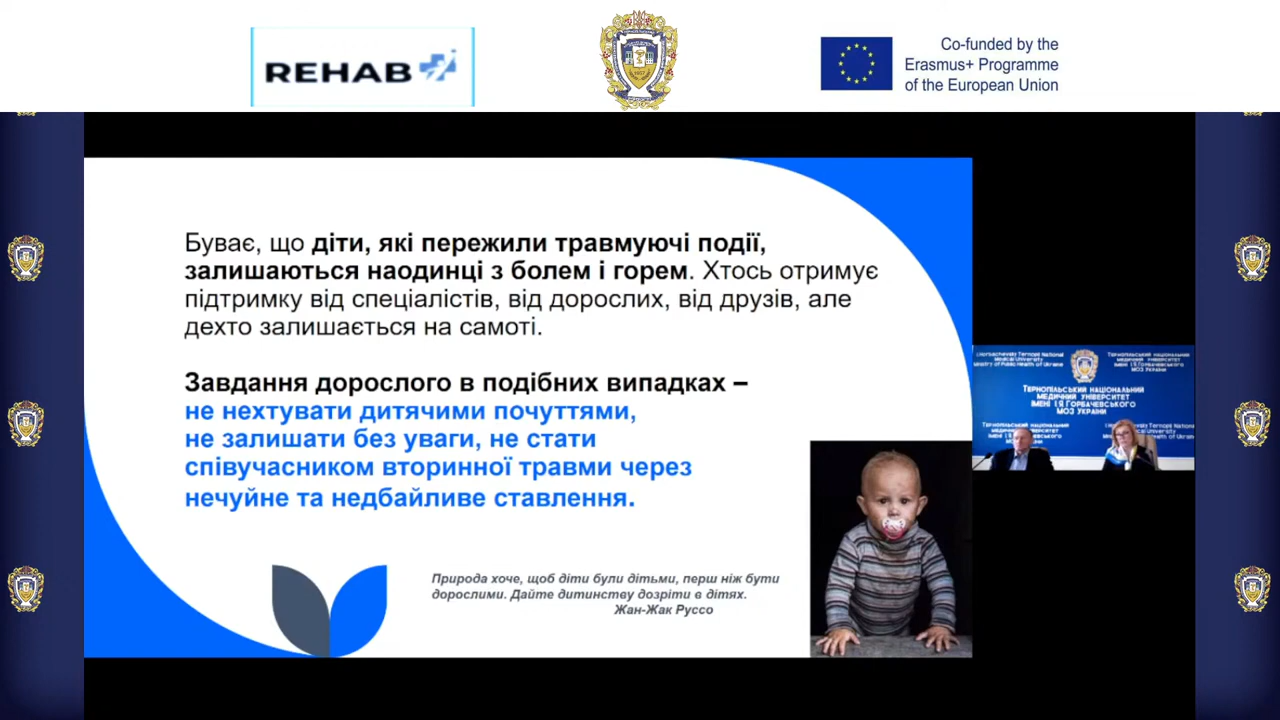 REHAB
Co-funded by the
Erasmus+ Programme
of the European Union
Буває, що діти, які пережили травмуючі події,
залишаються наодинці з болем і горем. Хтось отримує
підтримку від спеціалістів, від дорослих, від друзів, але
дехто залишається на самоті.
Завдання дорослого в подібних випадках –
не нехтувати дитячими почуттями,
не залишати без уваги, не стати
співучасником вторинної травми через
нечуйне та недбайливе ставлення.
Природа хоче, щоб діти були дітьми, перш ніж бути
дорослими. Дайте дитинству дозріти в дітях.
Жан-Жак Руссо
Тернопільський національний
медичний університет
імені І.Я.Горбачевського
МОЗ України